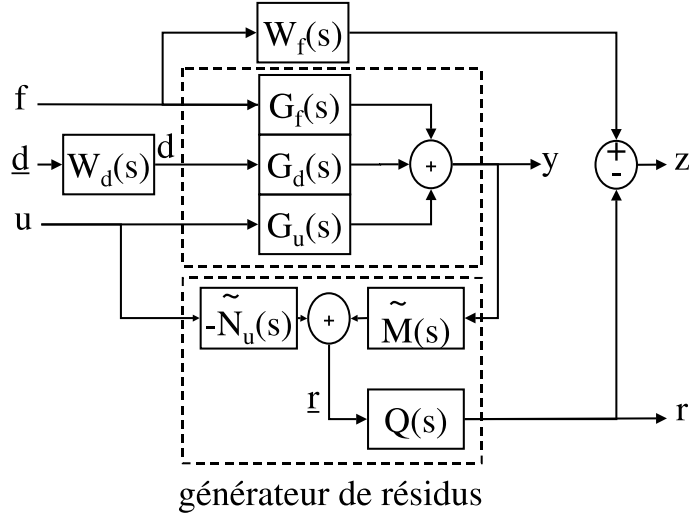 W_f(s)
f
G_f(s)
d
W_d(s)
d
G_d(s)
+
y
+
-
z
u
G_u(s)
-Ñ_u(s)
+
M̃(s)
r
Q(s)
r
générateur de résidus